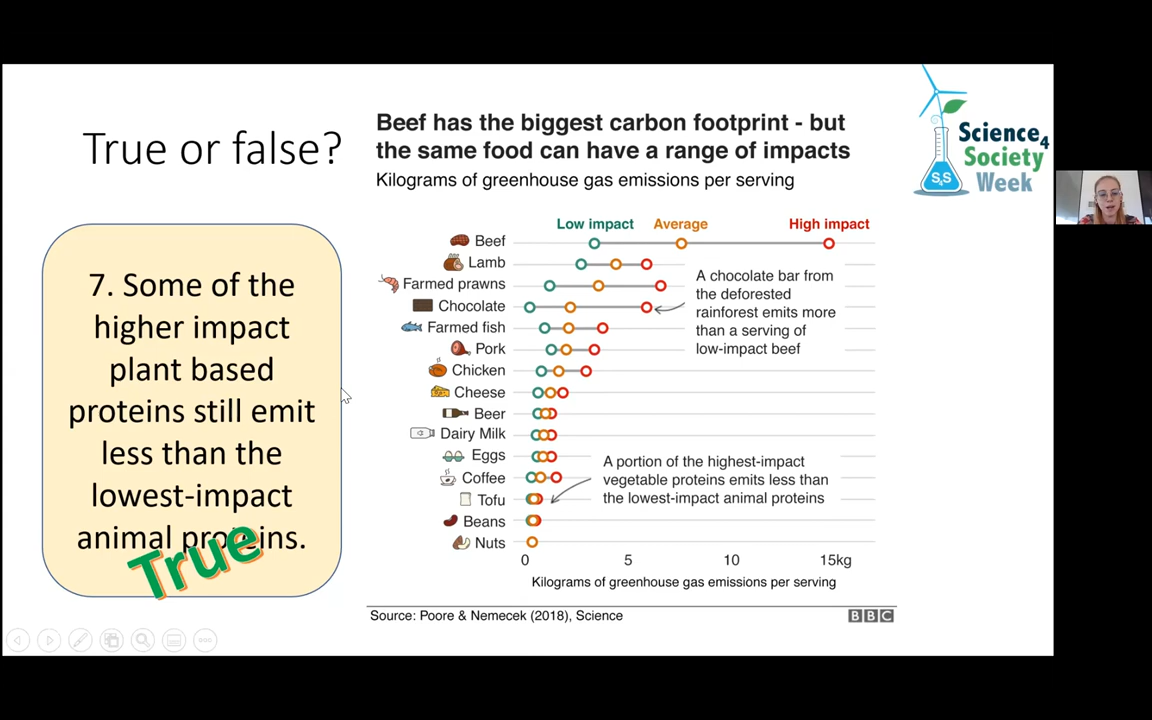 True or false?
7. Some of the
higher impact
plant based
proteins still emit
less than the
lowest-impact
animal proteins.
True
Beef has the biggest carbon footprint - but
the same food can have a range of impacts
Kilograms of greenhouse gas emissions per serving
Low impact Average High impact
Beef
Lamb
Farmed prawns
Chocolate
Farmed fish
Pork
Chicken
Cheese
Beer
Dairy Milk
Eggs
Coffee
Tofu
Beans
Nuts
A chocolate bar from
the deforested
rainforest emits more
than a serving of
low-impact beef
A portion of the highest-impact
vegetable proteins emits less than
the lowest-impact animal proteins
0 5 10 15kg
Kilograms of greenhouse gas emissions per serving
Source: Poore & Nemecek (2018), Science
BBC
Science4
Society
Week
S4S